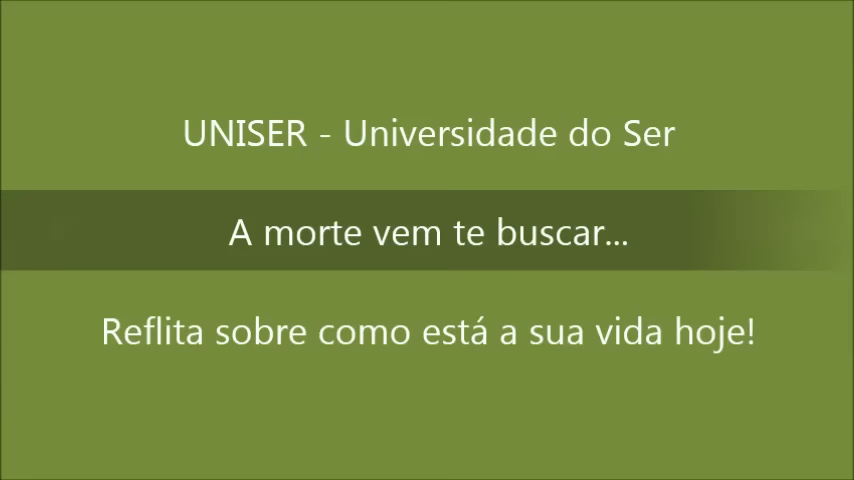 UNISER - Universidade do Ser
A morte vem te buscar...
Reflita sobre como está a sua vida hoje!